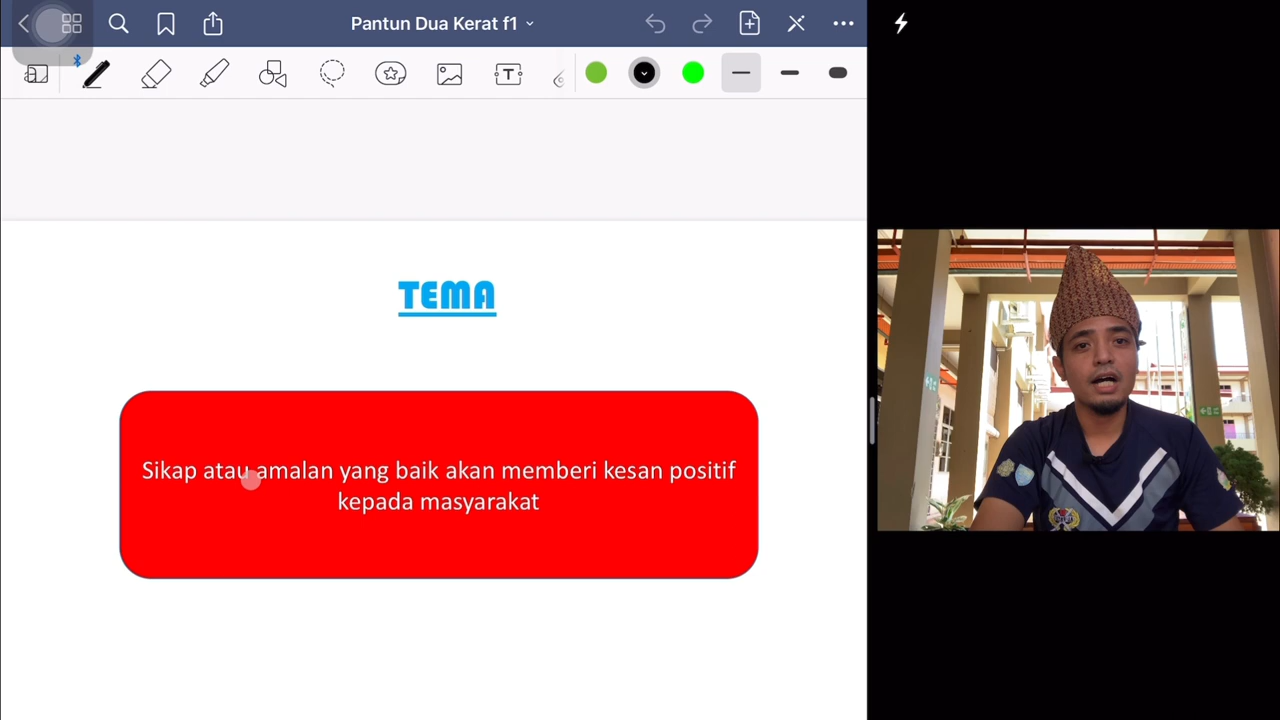 Pantun Dua Kerat f1
T
TEMA
Sikap atau amalan yang baik akan memberi kesan positif
kepada masyarakat